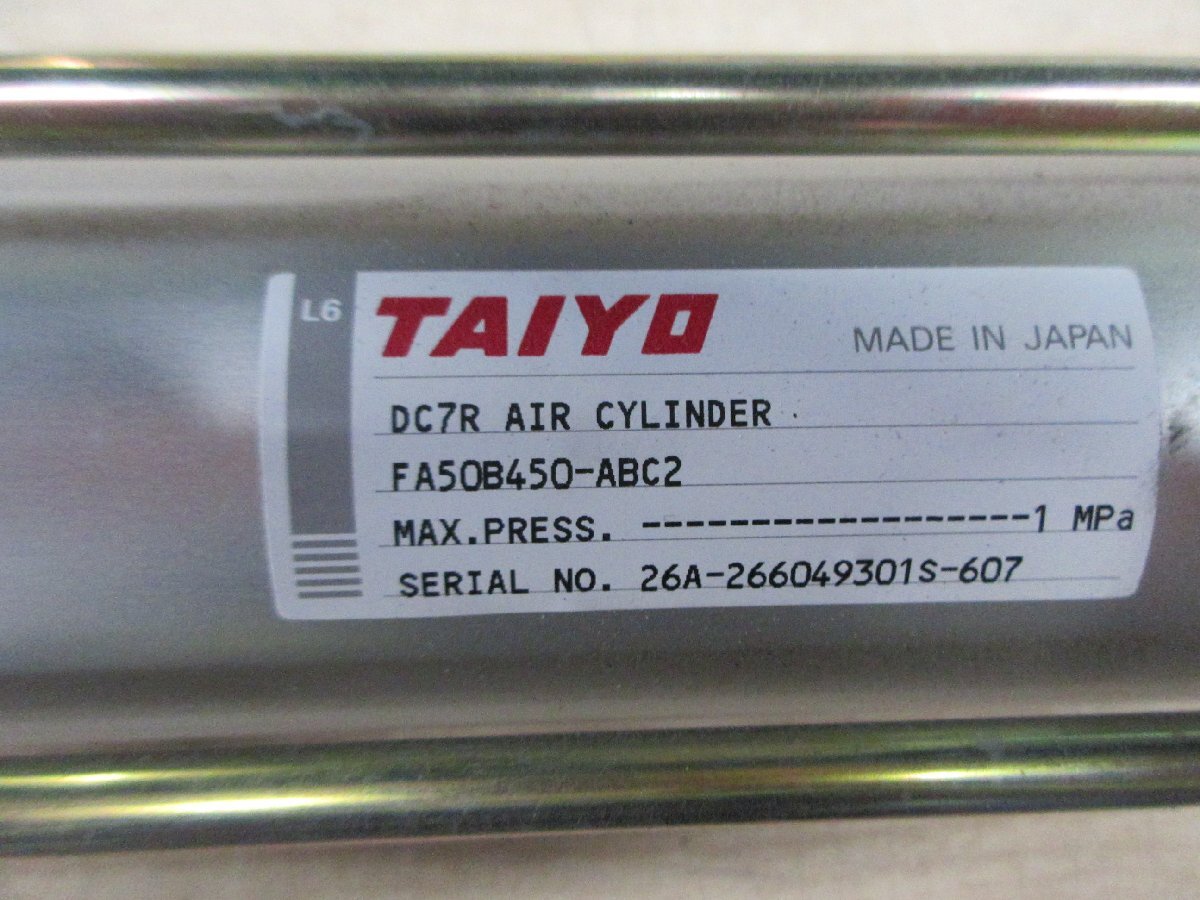 L6
TAIYO MADE IN JAPAN
DC7R AIR CYLINDER
FA50B450-ABC2
MAX.PRESS. ------------------1 MPa
SERIAL NO. 26A-266049301S-607